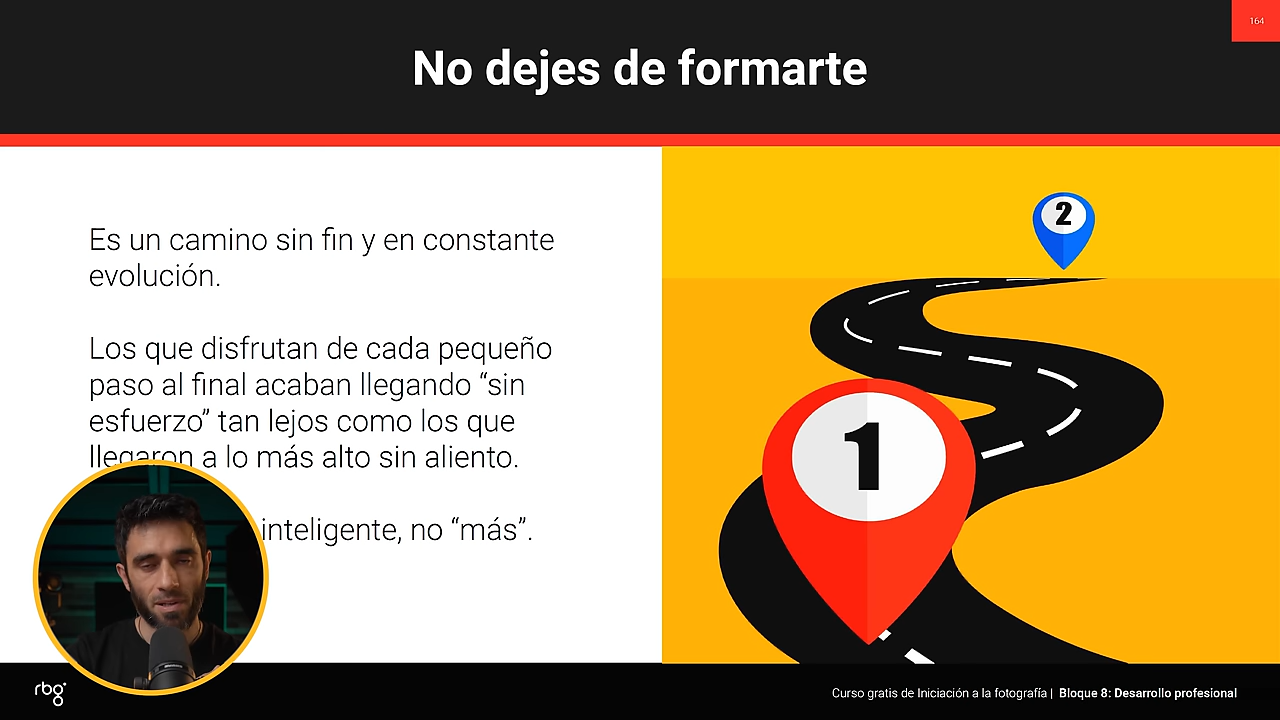 164
No dejes de formarte
Es un camino sin fin y en constante
evolución.
Los que disfrutan de cada pequeño
paso al final acaban llegando “sin
esfuerzo” tan lejos como los que
llegaron a lo más alto sin aliento.
inteligente, no “más”.
2
1
rbg
Curso gratis de Iniciación a la fotografía | Bloque 8: Desarrollo profesional